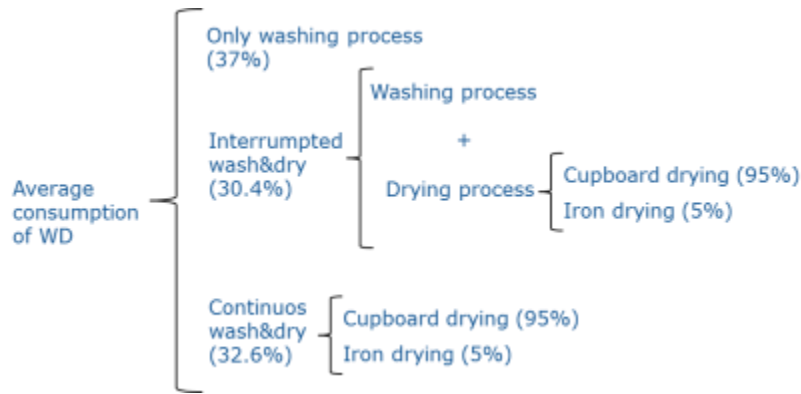 Only washing process
(37%)
Washing process
+
Interrumpted
wash&dry
(30.4%)
Drying process
Cupboard drying (95%)
Iron drying (5%)
Average
consumption
of WD
Continuos
wash&dry
(32.6%)
Cupboard drying (95%)
Iron drying (5%)